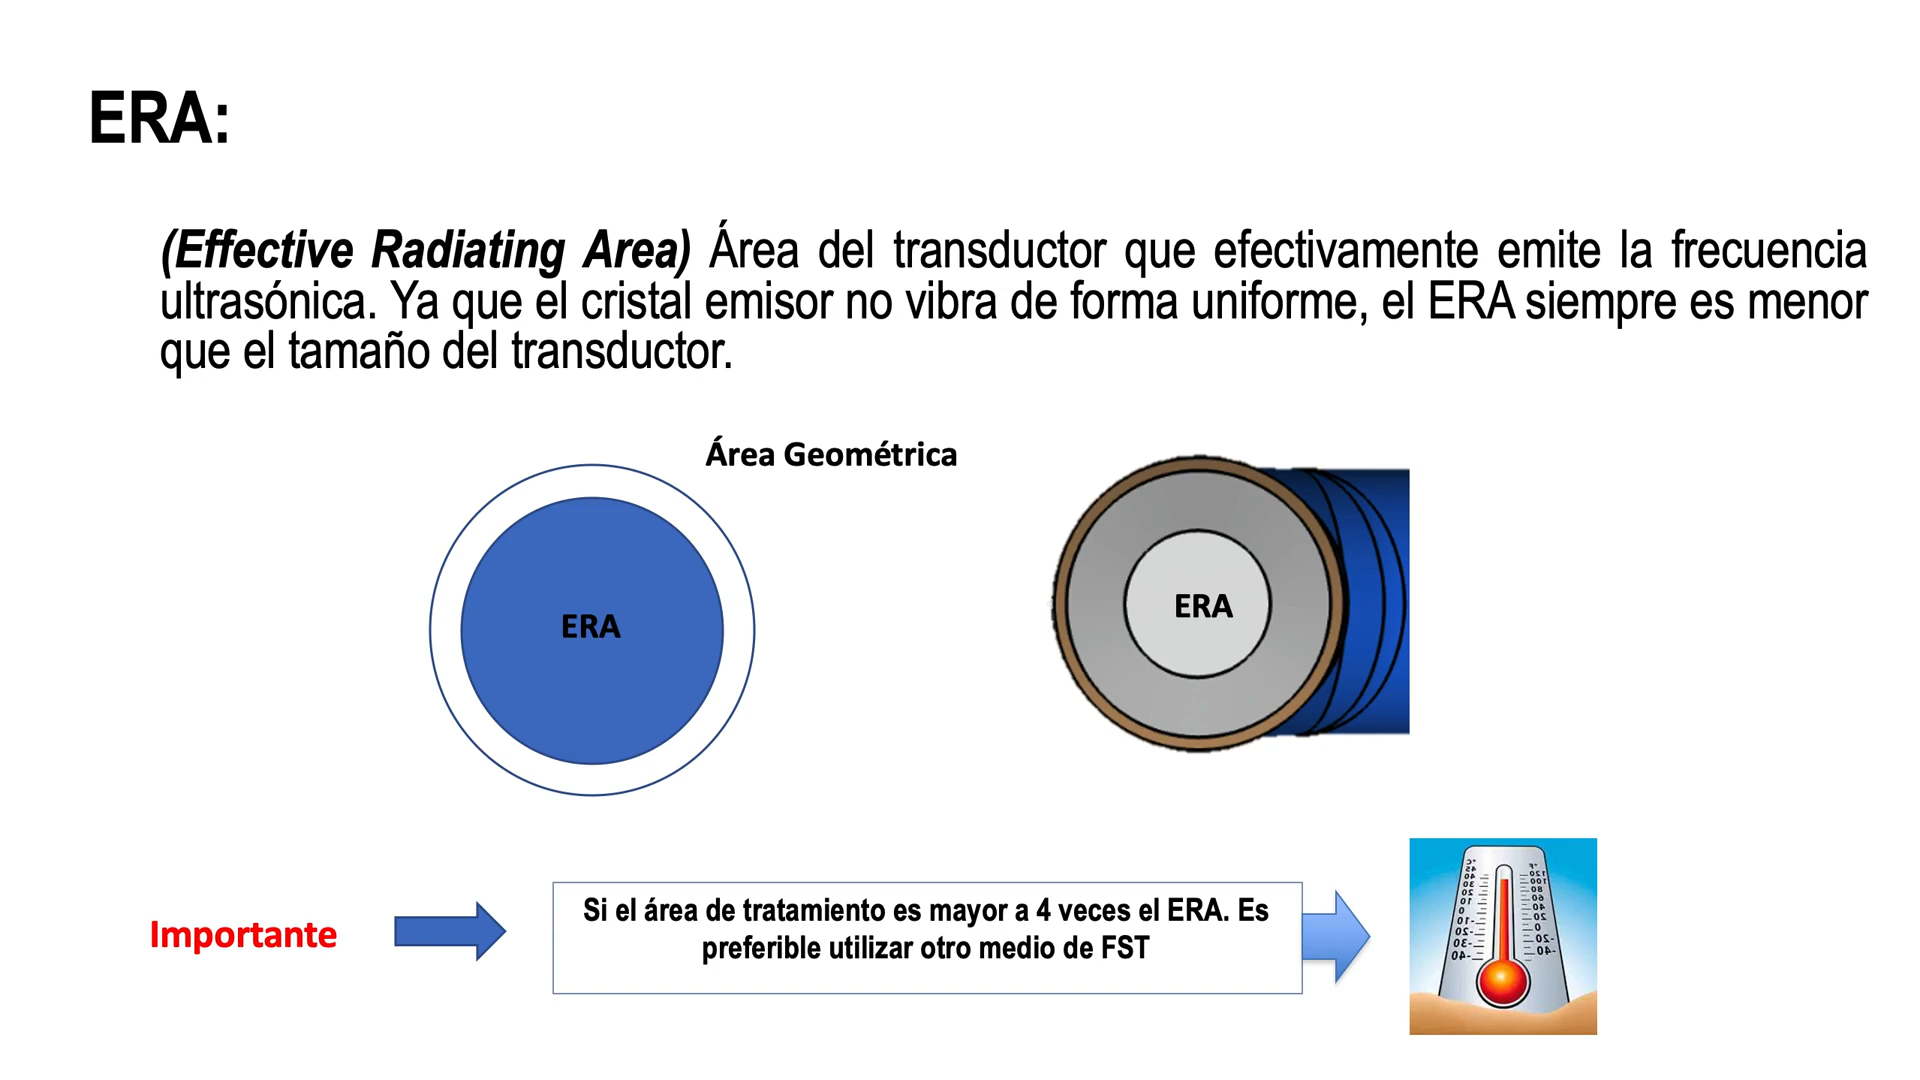 ERA:
(Effective Radiating Area) Área del transductor que efectivamente emite la frecuencia
ultrasónica. Ya que el cristal emisor no vibra de forma uniforme, el ERA siempre es menor
que el tamaño del transductor.
Área Geométrica
ERA
ERA
Importante
Si el área de tratamiento es mayor a 4 veces el ERA. Es
preferible utilizar otro medio de FST